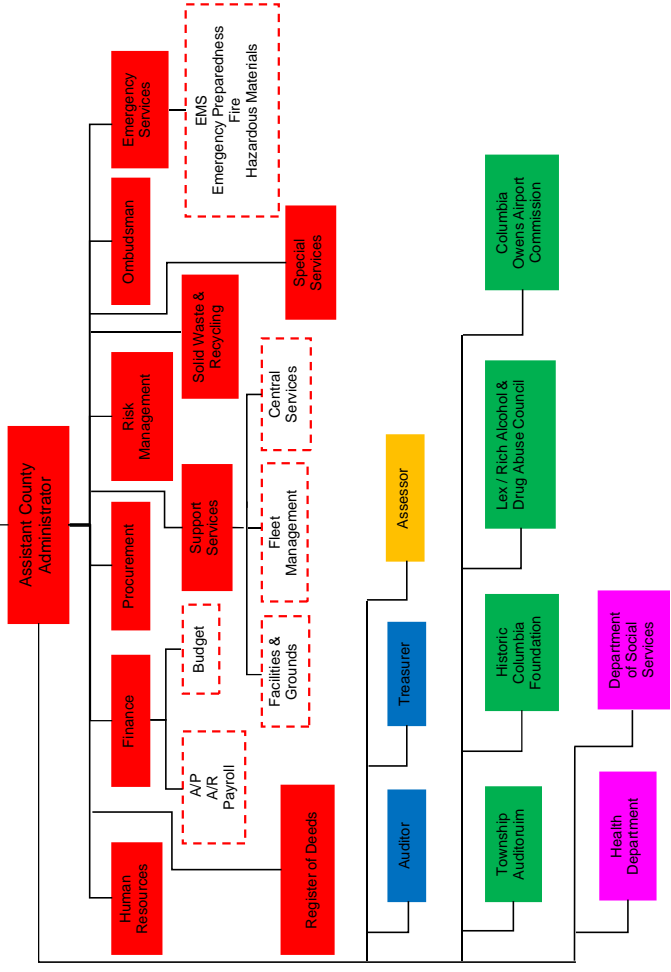 Assistant County
Administrator
Human
Resources
Finance
Procurement
Risk
Management
Ombudsman
Emergency
Services
A/P
A/R
Payroll
Budget
Support
Services
Solid Waste &
Recycling
EMS
Emergency Preparedness
Fire
Hazardous Materials
Register of Deeds
Facilities &
Grounds
Fleet
Management
Central
Services
Special
Services
Auditor
Treasurer
Assessor
Township
Auditoruim
Historic
Columbia
Foundation
Lex / Rich Alcohol &
Drug Abuse Council
Columbia
Owens Airport
Commission
Health
Department
Department
of Social
Services